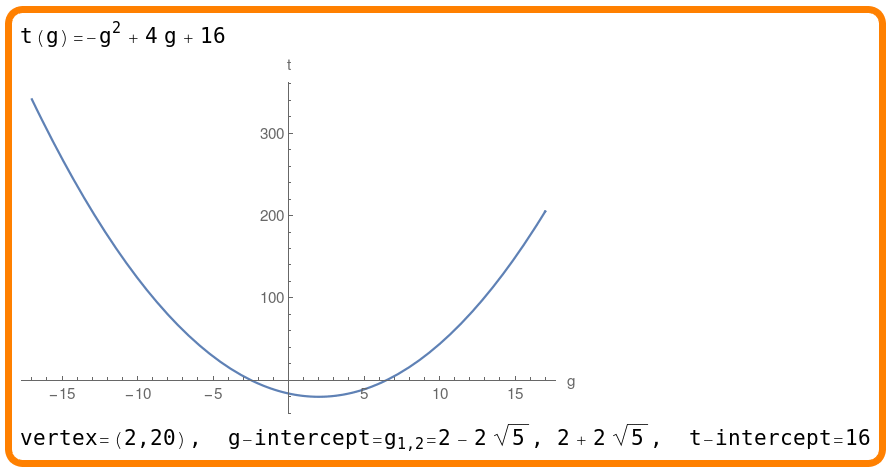 t(g)=-g²+4g+16
t
300
200
100
-15 -10 -5 5 10 15 g
vertex=(2,20), g-intercept=g₁,₂=2-2√5, 2+2√5, t-intercept=16